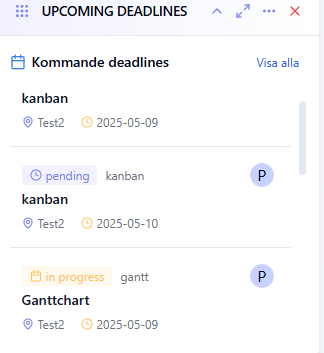 UPCOMING DEADLINES
Kommande deadlines Visa alla
kanban
Test2 2025-05-09
pending kanban P
kanban
Test2 2025-05-10
in progress gantt P
Ganttchart
Test2 2025-05-09